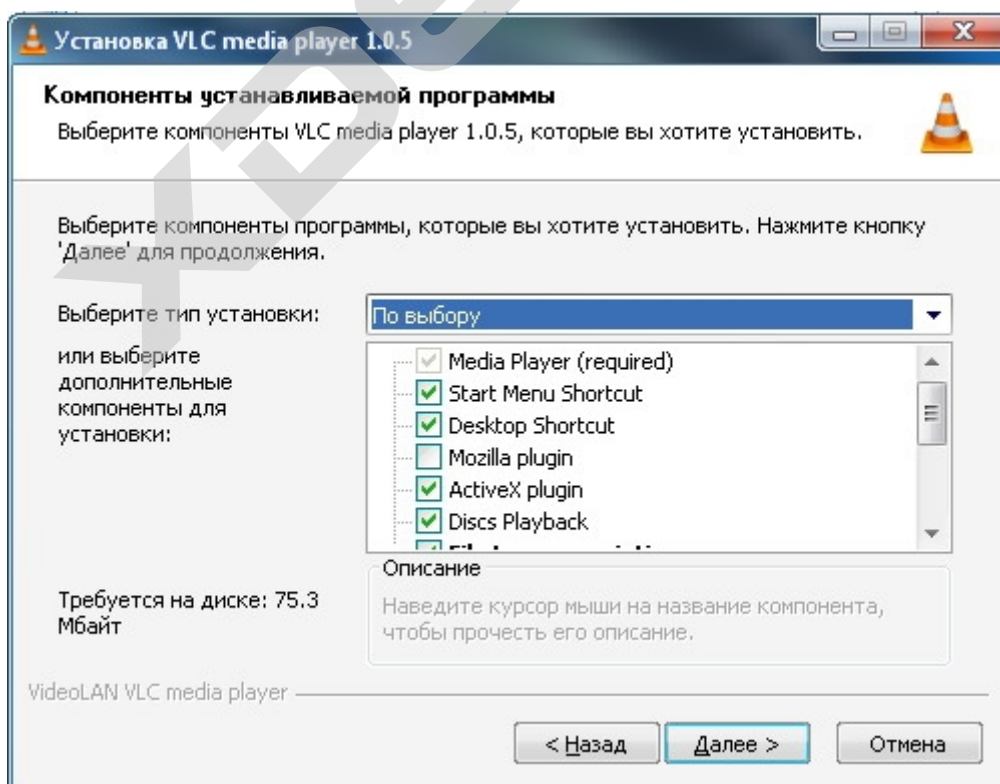 Установка VLC media player 1.0.5
Компоненты устанавливаемой программы
Выберите компоненты VLC media player 1.0.5, которые вы хотите установить.
Выберите компоненты программы, которые вы хотите установить. Нажмите кнопку
'Далее' для продолжения.
Выберите тип установки:
По выбору
или выберите
дополнительные
компоненты для
установки:
Media Player (required)
Start Menu Shortcut
Desktop Shortcut
Mozilla plugin
ActiveX plugin
Discs Playback
Требуется на диске: 75.3
Мбайт
Описание
Наведите курсор мыши на название компонента,
чтобы прочесть его описание.
VideoLAN VLC media player
< Назад
Далее >
Отмена